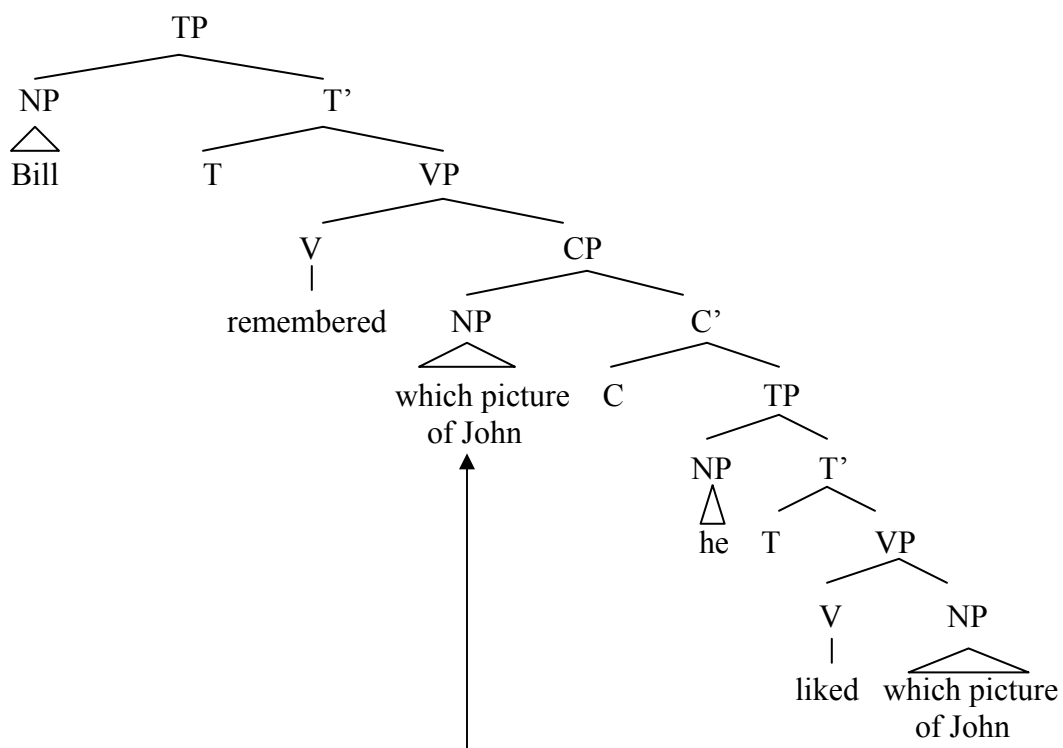 TP
NP T’
Bill T VP
V CP
remembered NP C’
which picture C TP
of John
NP T’
he T VP
V NP
liked which picture
of John